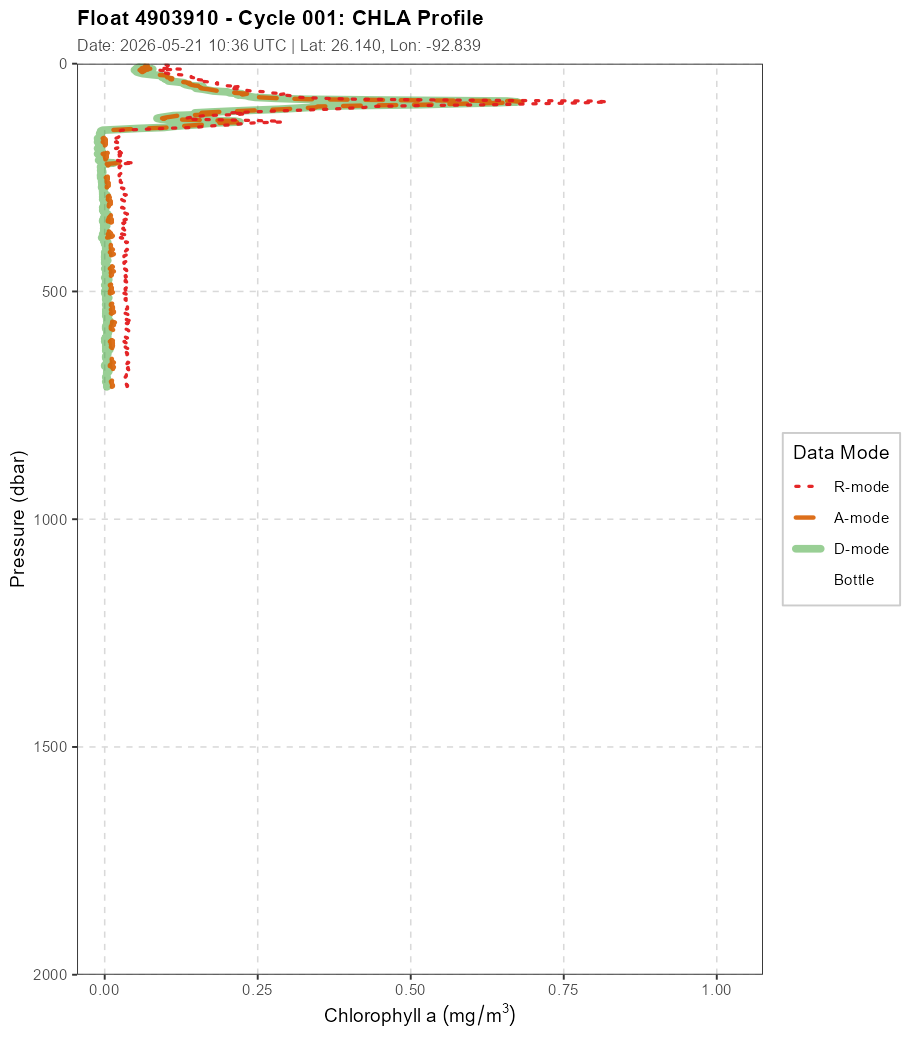 Float 4903910 - Cycle 001: CHLA Profile
Date: 2026-05-21 10:36 UTC | Lat: 26.140, Lon: -92.839
0
500
1000
1500
2000
Pressure (dbar)
0.00 0.25 0.50 0.75 1.00
Chlorophyll a (mg/m³)
Data Mode
R-mode
A-mode
D-mode
Bottle